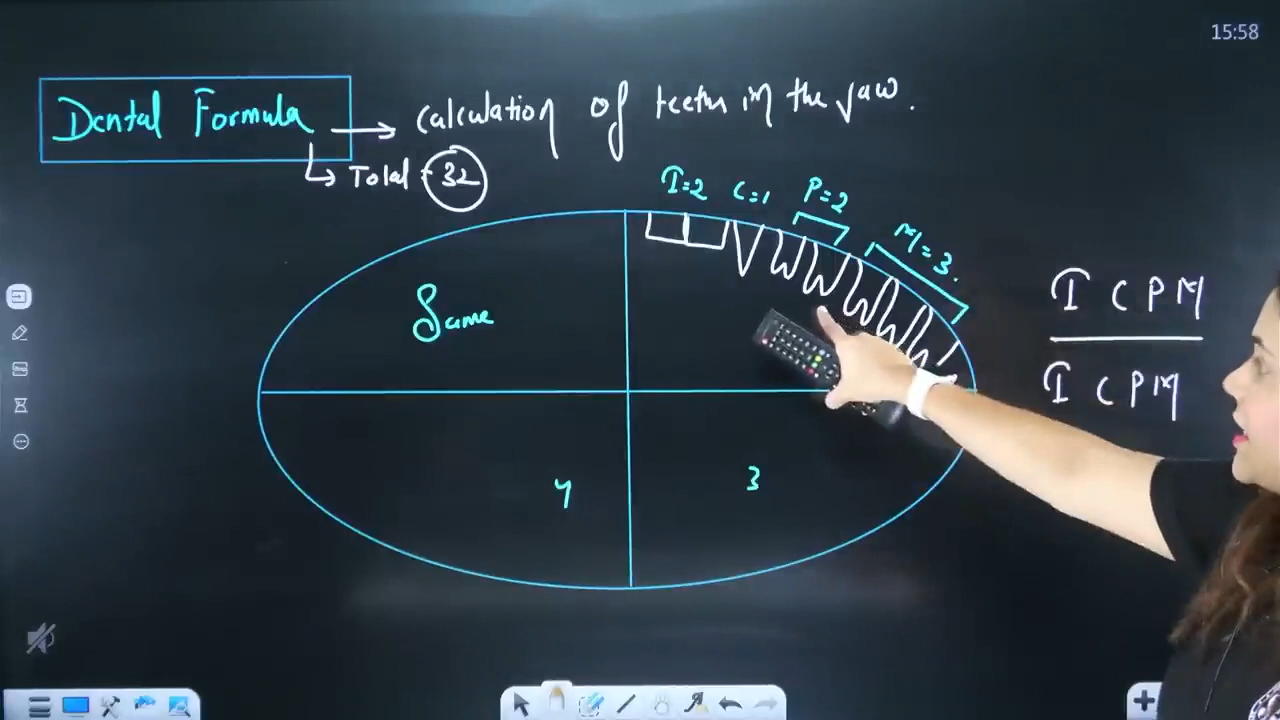 15:58
Dental Formula → Calculation of teeth in the Jaw.
↳ Total = 32
I=2 C=1 P=2 M=3.
Same
I C P M
I C P M
4 3